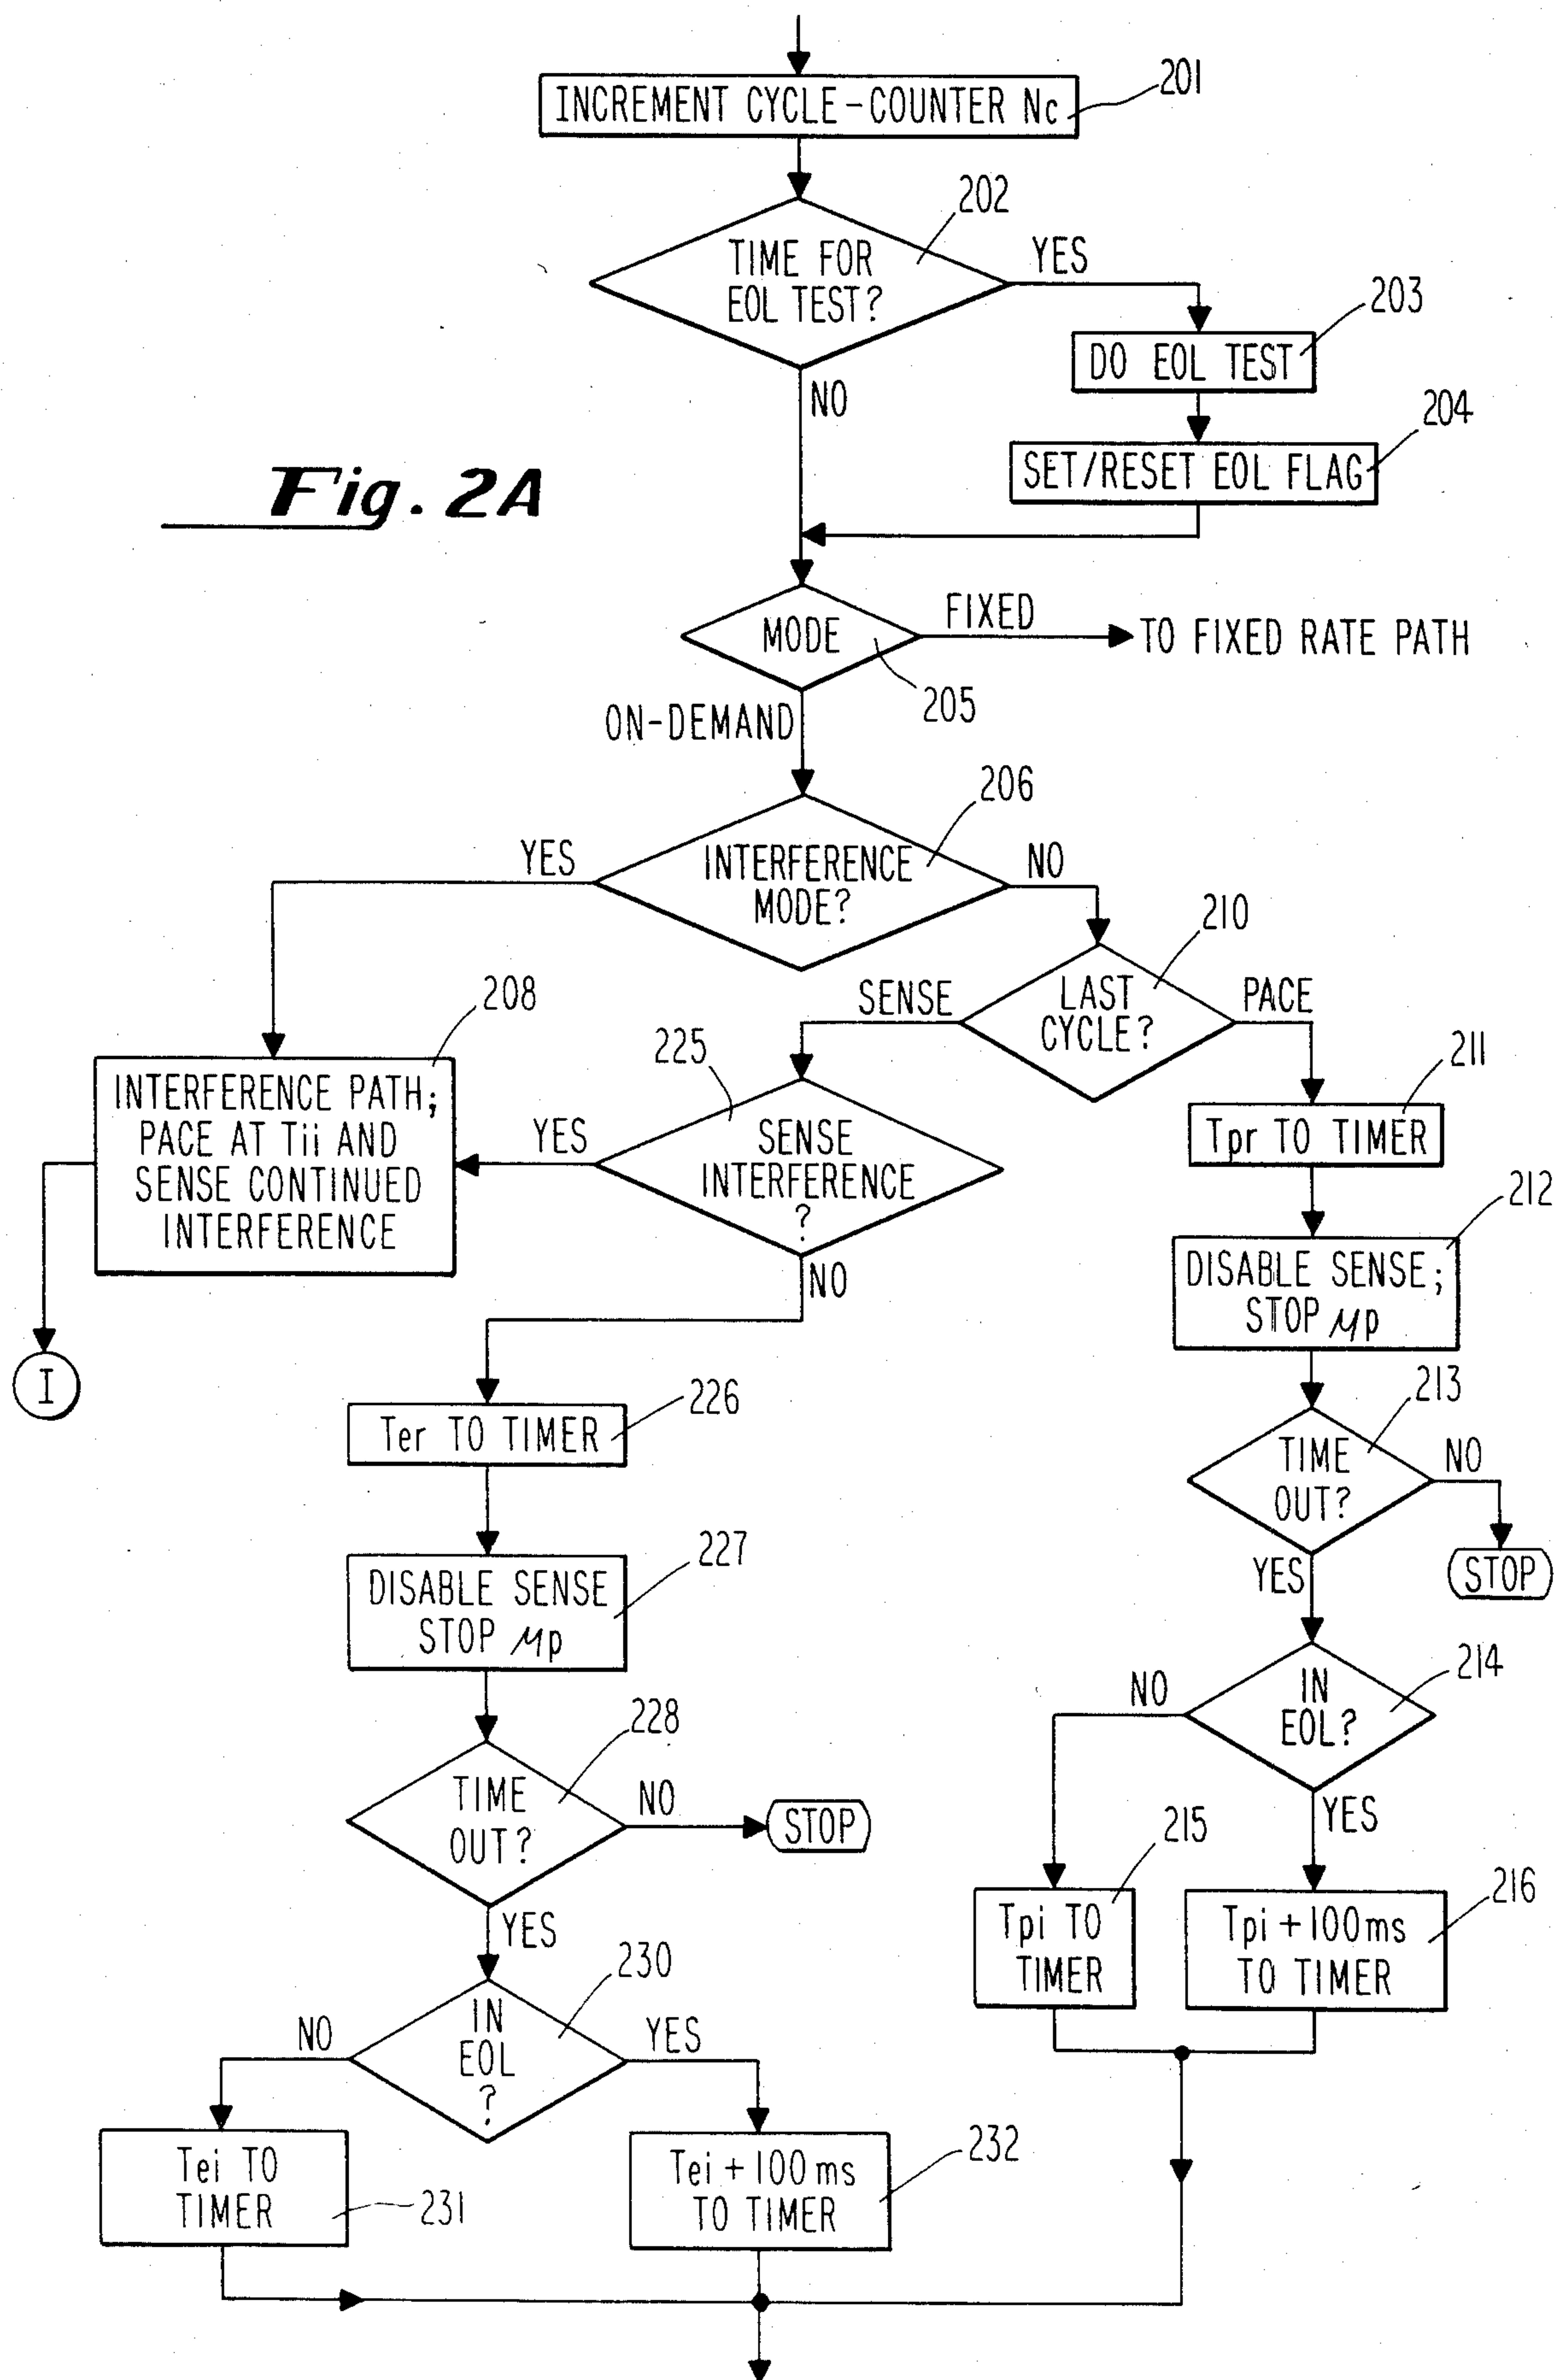 INCREMENT CYCLE-COUNTER Nc
201
202
TIME FOR
EOL TEST?
YES
NO
203
DO EOL TEST
204
SET/RESET EOL FLAG
Fig. 2A
MODE
FIXED
TO FIXED RATE PATH
205
ON-DEMAND
206
INTERFERENCE
MODE?
YES
NO
210
LAST
CYCLE?
SENSE
PACE
208
INTERFERENCE PATH;
PACE AT Tii AND
SENSE CONTINUED
INTERFERENCE
I
225
SENSE
INTERFERENCE
?
YES
NO
211
Tpr TO TIMER
212
DISABLE SENSE;
STOP μp
213
TIME
OUT?
NO
STOP
YES
214
IN
EOL?
NO
YES
215
Tpi TO
TIMER
216
Tpi + 100ms
TO TIMER
226
Ter TO TIMER
227
DISABLE SENSE
STOP μp
228
TIME
OUT?
NO
STOP
YES
230
IN
EOL
?
NO
YES
Tei TO
TIMER
231
Tei + 100ms
TO TIMER
232